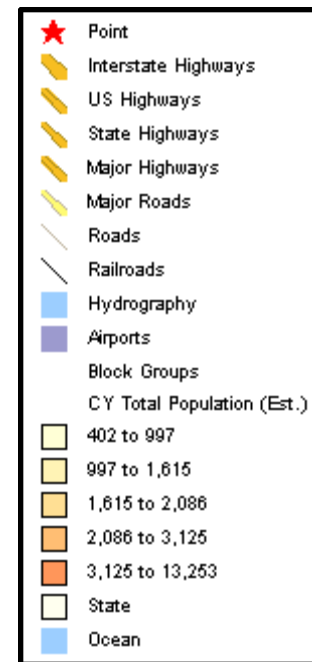 Point
Interstate Highways
US Highways
State Highways
Major Highways
Major Roads
Roads
Railroads
Hydrography
Airports
Block Groups
CY Total Population (Est.)
402 to 997
997 to 1,615
1,615 to 2,086
2,086 to 3,125
3,125 to 13,253
State
Ocean